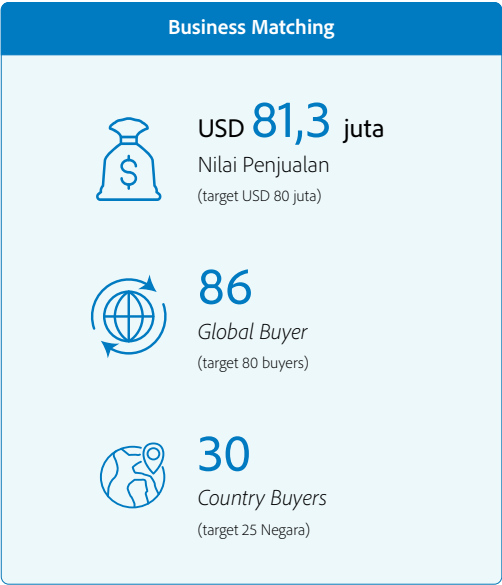 Business Matching
USD 81,3 juta
Nilai Penjualan
(target USD 80 juta)
86
Global Buyer
(target 80 buyers)
30
Country Buyers
(target 25 Negara)